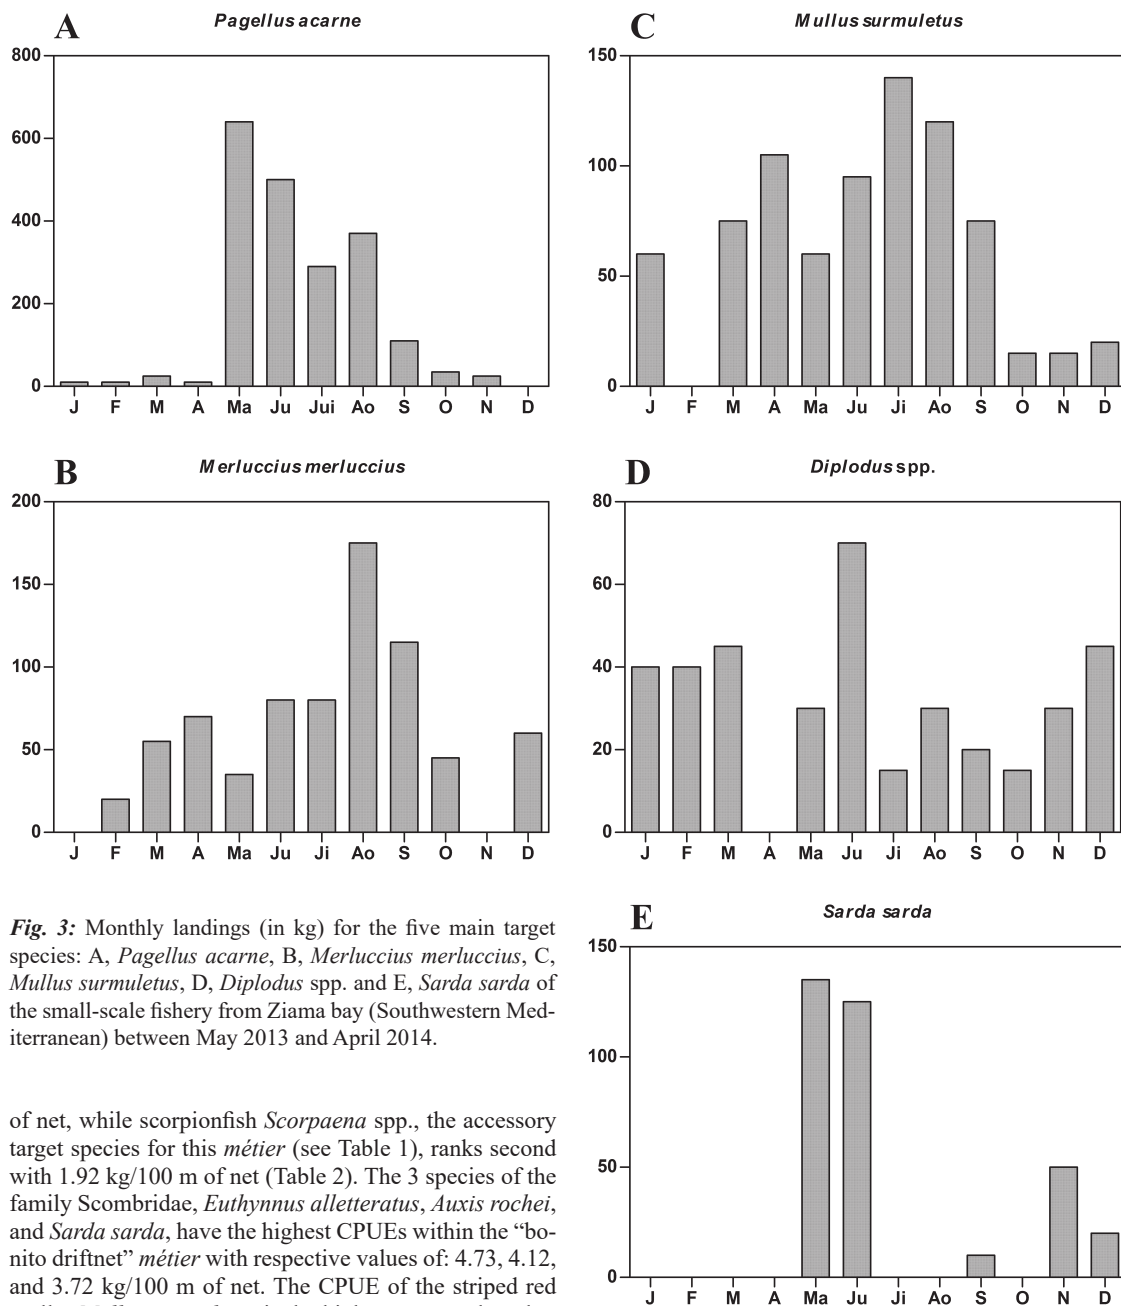 A
Pagellus acarne
800
600
400
200
0
J F M A Ma Ju Jui Ao S O N D
C
Mullus surmuletus
150
100
50
0
J F M A Ma Ju Ji Ao S O N D
B
Merluccius merluccius
200
150
100
50
0
J F M A Ma Ju Ji Ao S O N D
D
Diplodus spp.
80
60
40
20
0
J F M A Ma Ju Ji Ao S O N D
Fig. 3: Monthly landings (in kg) for the five main target
species: A, Pagellus acarne, B, Merluccius merluccius, C,
Mullus surmuletus, D, Diplodus spp. and E, Sarda sarda of
the small-scale fishery from Ziama bay (Southwestern Med-
iterranean) between May 2013 and April 2014.
of net, while scorpionfish Scorpaena spp., the accessory
target species for this métier (see Table 1), ranks second
with 1.92 kg/100 m of net (Table 2). The 3 species of the
family Scombridae, Euthynnus alletteratus, Auxis rochei,
and Sarda sarda, have the highest CPUEs within the “bo-
nito driftnet” métier with respective values of: 4.73, 4.12,
and 3.72 kg/100 m of net. The CPUE of the striped red
E
Sarda sarda
150
100
50
0
J F M A Ma Ju Ji Ao S O N D